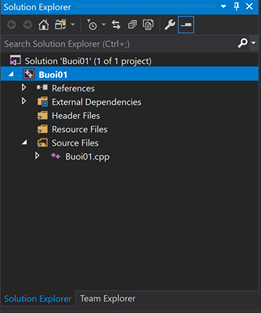 Solution Explorer
Search Solution Explorer (Ctrl+;)
Solution 'Buoi01' (1 of 1 project)
Buoi01
References
External Dependencies
Header Files
Resource Files
Source Files
Buoi01.cpp
Solution Explorer Team Explorer